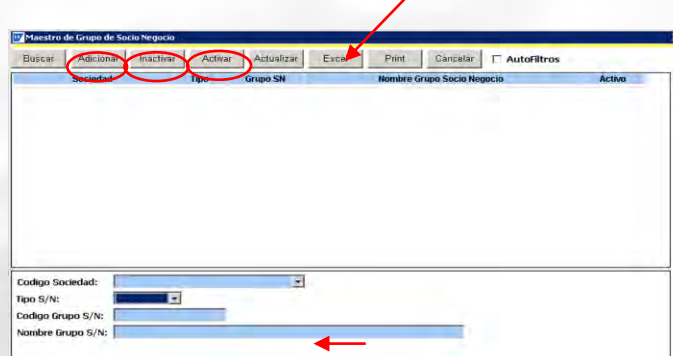 Maestro de Grupo de Socio Negocio
Buscar Adicionar Inactivar Activar Actualizar Excel Print Cancelar AutoFiltros
Sociedad Tipo Grupo SN Nombre Grupo Socio Negocio Activo
Codigo Sociedad:
Tipo S/N:
Codigo Grupo S/N:
Nombre Grupo S/N: